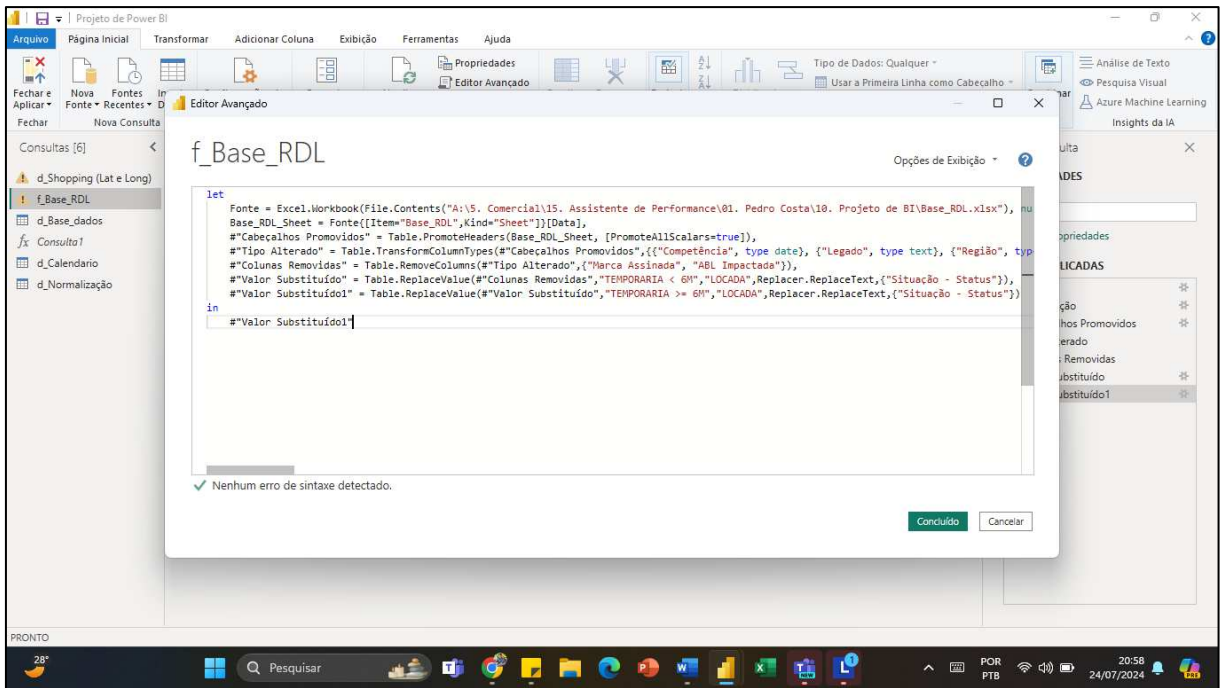 Projeto de Power BI
Arquivo Página Inicial Transformar Adicionar Coluna Exibição Ferramentas Ajuda
Propriedades
Editor Avançado
Tipo de Dados: Qualquer
Usar a Primeira Linha como Cabeçalho
Análise de Texto
Pesquisa Visual
Azure Machine Learning
Fechar e
Aplicar
Nova
Fonte
Fontes
Recentes
Fechar
Nova Consulta
Insights da IA
Consultas [6]
d_Shopping (Lat e Long)
f_Base_RDL
d_Base_dados
fx Consulta1
d_Calendario
d_Normalização
Editor Avançado
f_Base_RDL
Opções de Exibição
let
Fonte = Excel.Workbook(File.Contents("A:\5. Comercial\15. Assistente de Performance\01. Pedro Costa\10. Projeto de BI\Base_RDL.xlsx"), nu
Base_RDL_Sheet = Fonte{[Item="Base_RDL",Kind="Sheet"]}[Data],
#"Cabeçalhos Promovidos" = Table.PromoteHeaders(Base_RDL_Sheet, [PromoteAllScalars=true]),
#"Tipo Alterado" = Table.TransformColumnTypes(#"Cabeçalhos Promovidos",{{"Competência", type date}, {"Legado", type text}, {"Região", typ
#"Colunas Removidas" = Table.RemoveColumns(#"Tipo Alterado",{"Marca Assinada", "ABL Impactada"}),
#"Valor Substituído" = Table.ReplaceValue(#"Colunas Removidas","TEMPORARIA < 6M","LOCADA",Replacer.ReplaceText,{"Situação - Status"}),
#"Valor Substituído1" = Table.ReplaceValue(#"Valor Substituído","TEMPORARIA >= 6M","LOCADA",Replacer.ReplaceText,{"Situação - Status"})
in
#"Valor Substituído1"
Nenhum erro de sintaxe detectado.
Concluído Cancelar
ulta
ADES
opriedades
LICADAS
ção
hos Promovidos
erado
s Removidas
ubstituído
ubstituído1
PRONTO
28°
Pesquisar
POR
PTB
20:58
24/07/2024